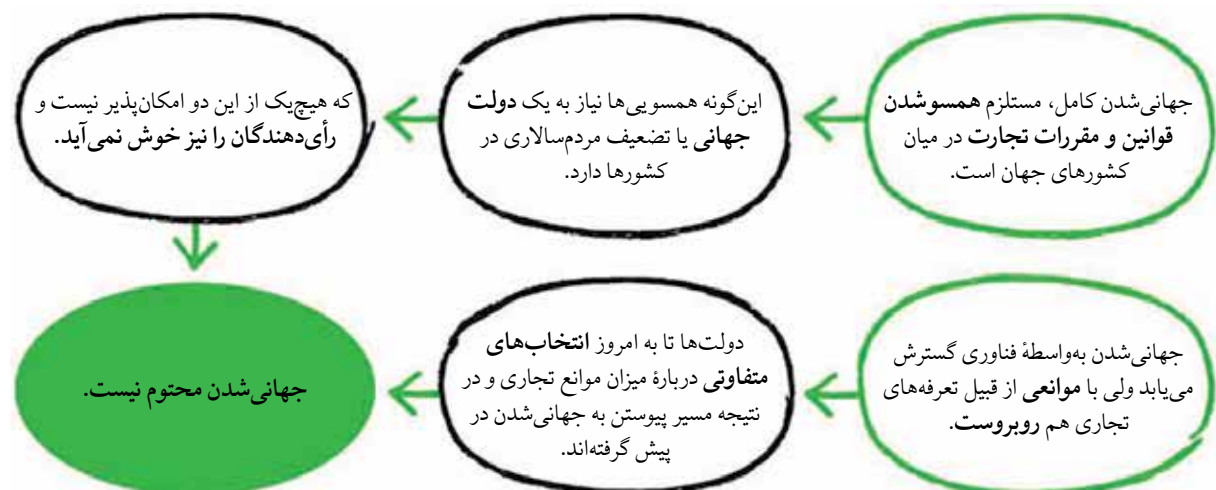 جهانی‌شدن کامل، مستلزم همسوشدن
قوانین و مقررات تجارت در میان
کشورهای جهان است.
این‌گونه همسویی‌ها نیاز به یک دولت
جهانی یا تضعیف مردم‌سالاری در
کشورها دارد.
که هیچ‌یک از این دو امکان‌پذیر نیست و
رأی‌دهندگان را نیز خوش نمی‌آید.
جهانی‌شدن به‌واسطهٔ فناوری گسترش
می‌یابد ولی با موانعی از قبیل تعرفه‌های
تجاری هم روبروست.
دولت‌ها تا به امروز انتخاب‌های
متفاوتی دربارهٔ میزان موانع تجاری و در
نتیجه مسیر پیوستن به جهانی‌شدن در
پیش گرفته‌اند.
جهانی‌شدن محتوم نیست.